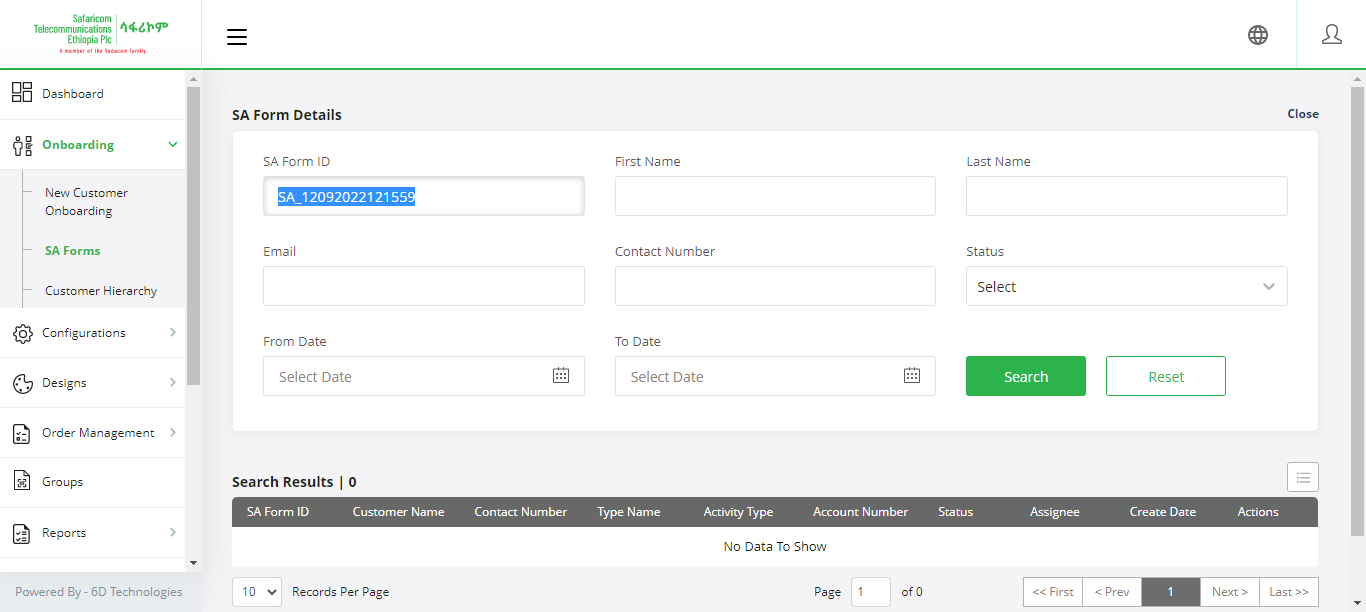 Safaricom
Telecommunications
Ethiopia Plc
ሳፋሪኮም
A member of the Vodacom family
Dashboard
Onboarding
New Customer
Onboarding
SA Forms
Customer Hierarchy
Configurations
Designs
Order Management
Groups
Reports
Powered By - 6D Technologies
SA Form Details
Close
SA Form ID
First Name
Last Name
SA_12092022121559
Email
Contact Number
Status
Select
From Date
To Date
Select Date
Select Date
Search
Reset
Search Results | 0
SA Form ID Customer Name Contact Number Type Name Activity Type Account Number Status Assignee Create Date Actions
No Data To Show
10 Records Per Page
Page 1 of 0
<< First < Prev 1 Next > Last >>